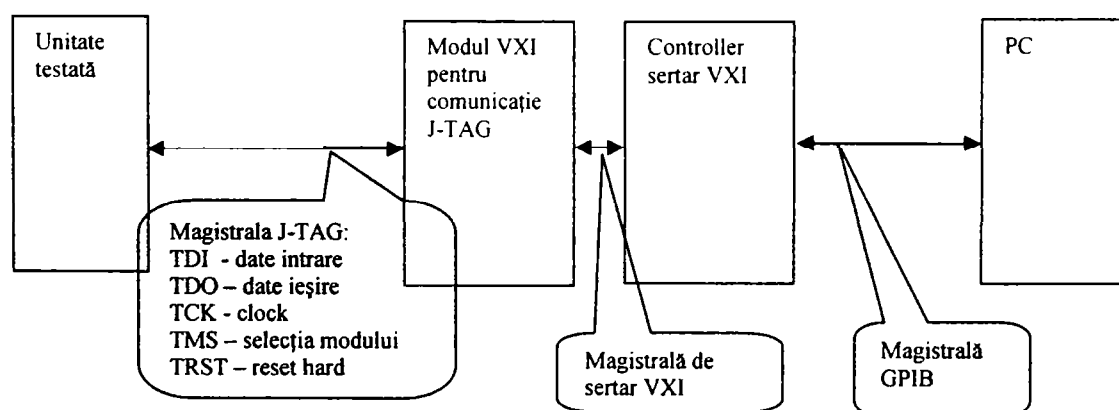 Unitate
testată
Modul VXI
pentru
comunicație
J-TAG
Controller
sertar VXI
PC
Magistrala J-TAG:
TDI - date intrare
TDO – date ieșire
TCK - clock
TMS – selecția modului
TRST – reset hard
Magistrală de
sertar VXI
Magistrală
GPIB